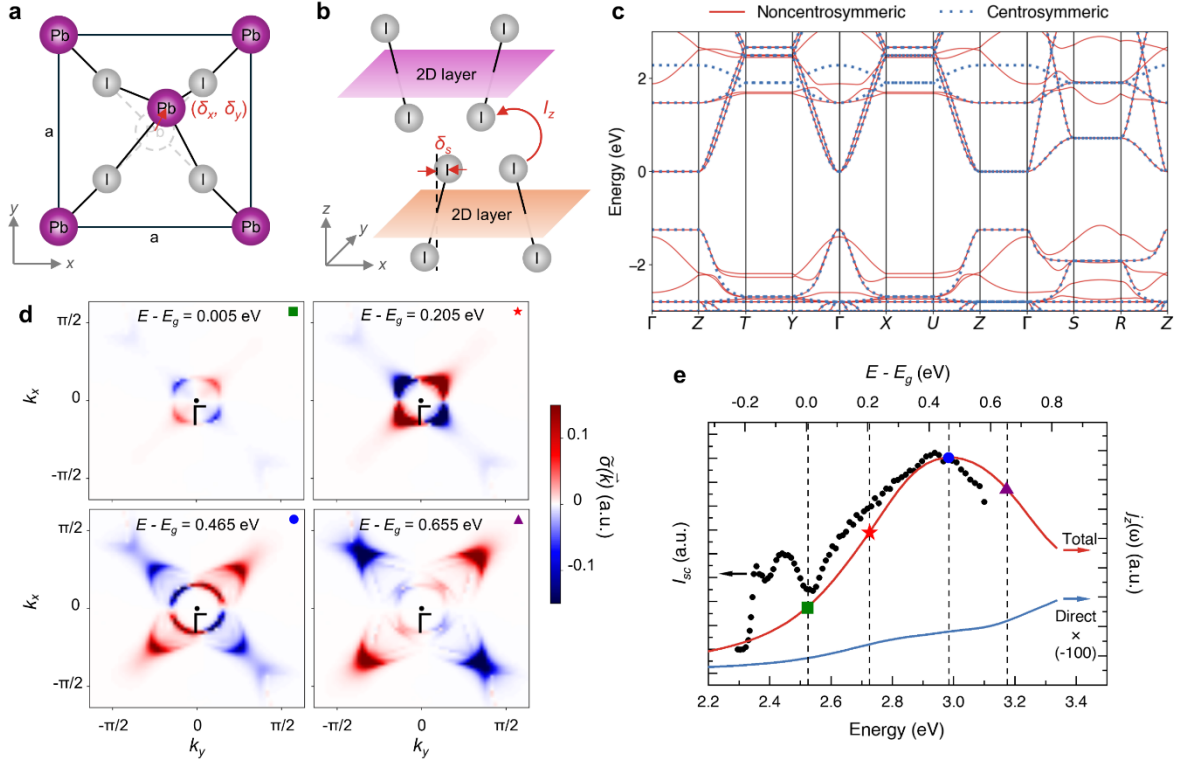 a
Pb
Pb
I
I
Pb
(δx, δy)
a
I
I
Pb
Pb
a
y
x
b
I
I
2D layer
I
I
lz
δs
I
I
2D layer
I
I
z
y
x
c
Noncentrosymmeric
Centrosymmeric
Energy (eV)
2
0
−2
Γ Z T Y Γ X U Z Γ S R Z
d
E - Eg = 0.005 eV
E - Eg = 0.205 eV
E - Eg = 0.465 eV
E - Eg = 0.655 eV
π/2
0
-π/2
kx
Γ
Γ
π/2
0
-π/2
kx
Γ
Γ
-π/2 0 π/2
-π/2 0 π/2
ky
ky
0.1
0
-0.1
σ̃(k⃗) (a.u.)
e
E - Eg (eV)
-0.2 0.0 0.2 0.4 0.6 0.8
Isc (a.u.)
jz(ω) (a.u.)
Total
Direct
×
(-100)
2.2 2.4 2.6 2.8 3.0 3.2 3.4
Energy (eV)